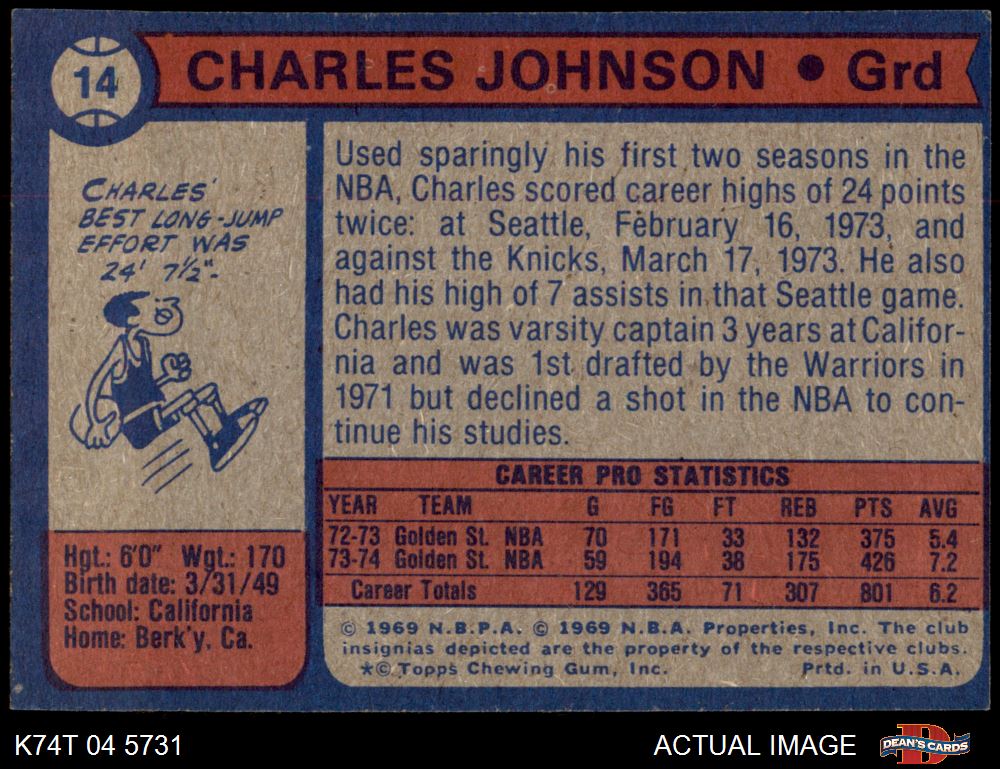 14
CHARLES JOHNSON • Grd
CHARLES'
BEST LONG-JUMP
EFFORT WAS
24' 7½"-
Hgt.: 6'0" Wgt.: 170
Birth date: 3/31/49
School: California
Home: Berk'y, Ca.
Used sparingly his first two seasons in the
NBA, Charles scored career highs of 24 points
twice: at Seattle, February 16, 1973, and
against the Knicks, March 17, 1973. He also
had his high of 7 assists in that Seattle game.
Charles was varsity captain 3 years at Califor-
nia and was 1st drafted by the Warriors in
1971 but declined a shot in the NBA to con-
tinue his studies.
CAREER PRO STATISTICS
YEAR TEAM G FG FT REB PTS AVG
72-73 Golden St. NBA 70 171 33 132 375 5.4
73-74 Golden St. NBA 59 194 38 175 426 7.2
Career Totals 129 365 71 307 801 6.2
© 1969 N.B.P.A. © 1969 N.B.A. Properties, Inc. The club
insignias depicted are the property of the respective clubs.
*© Topps Chewing Gum, Inc. Prtd. in U.S.A.
K74T 04 5731
ACTUAL IMAGE
D
DEAN'S CARDS